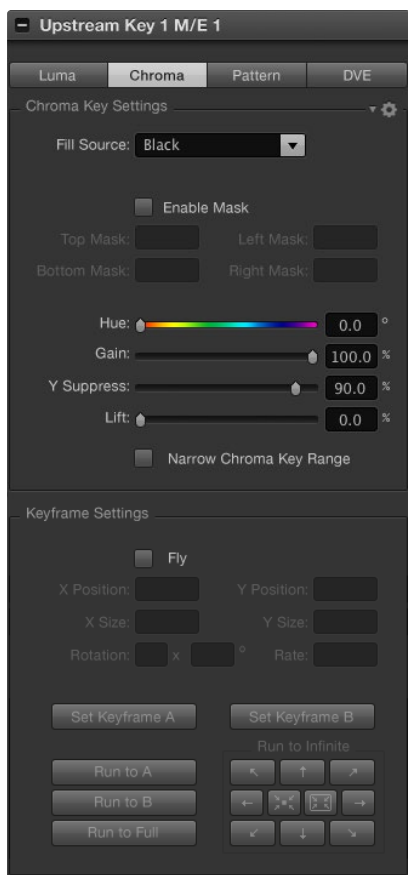 Upstream Key 1 M/E 1
Luma Chroma Pattern DVE
Chroma Key Settings
Fill Source: Black
Enable Mask
Top Mask: Left Mask:
Bottom Mask: Right Mask:
Hue: 0.0 °
Gain: 100.0 %
Y Suppress: 90.0 %
Lift: 0.0 %
Narrow Chroma Key Range
Keyframe Settings
Fly
X Position: Y Position:
X Size: Y Size:
Rotation: x ° Rate:
Set Keyframe A Set Keyframe B
Run to Infinite
Run to A
Run to B
Run to Full